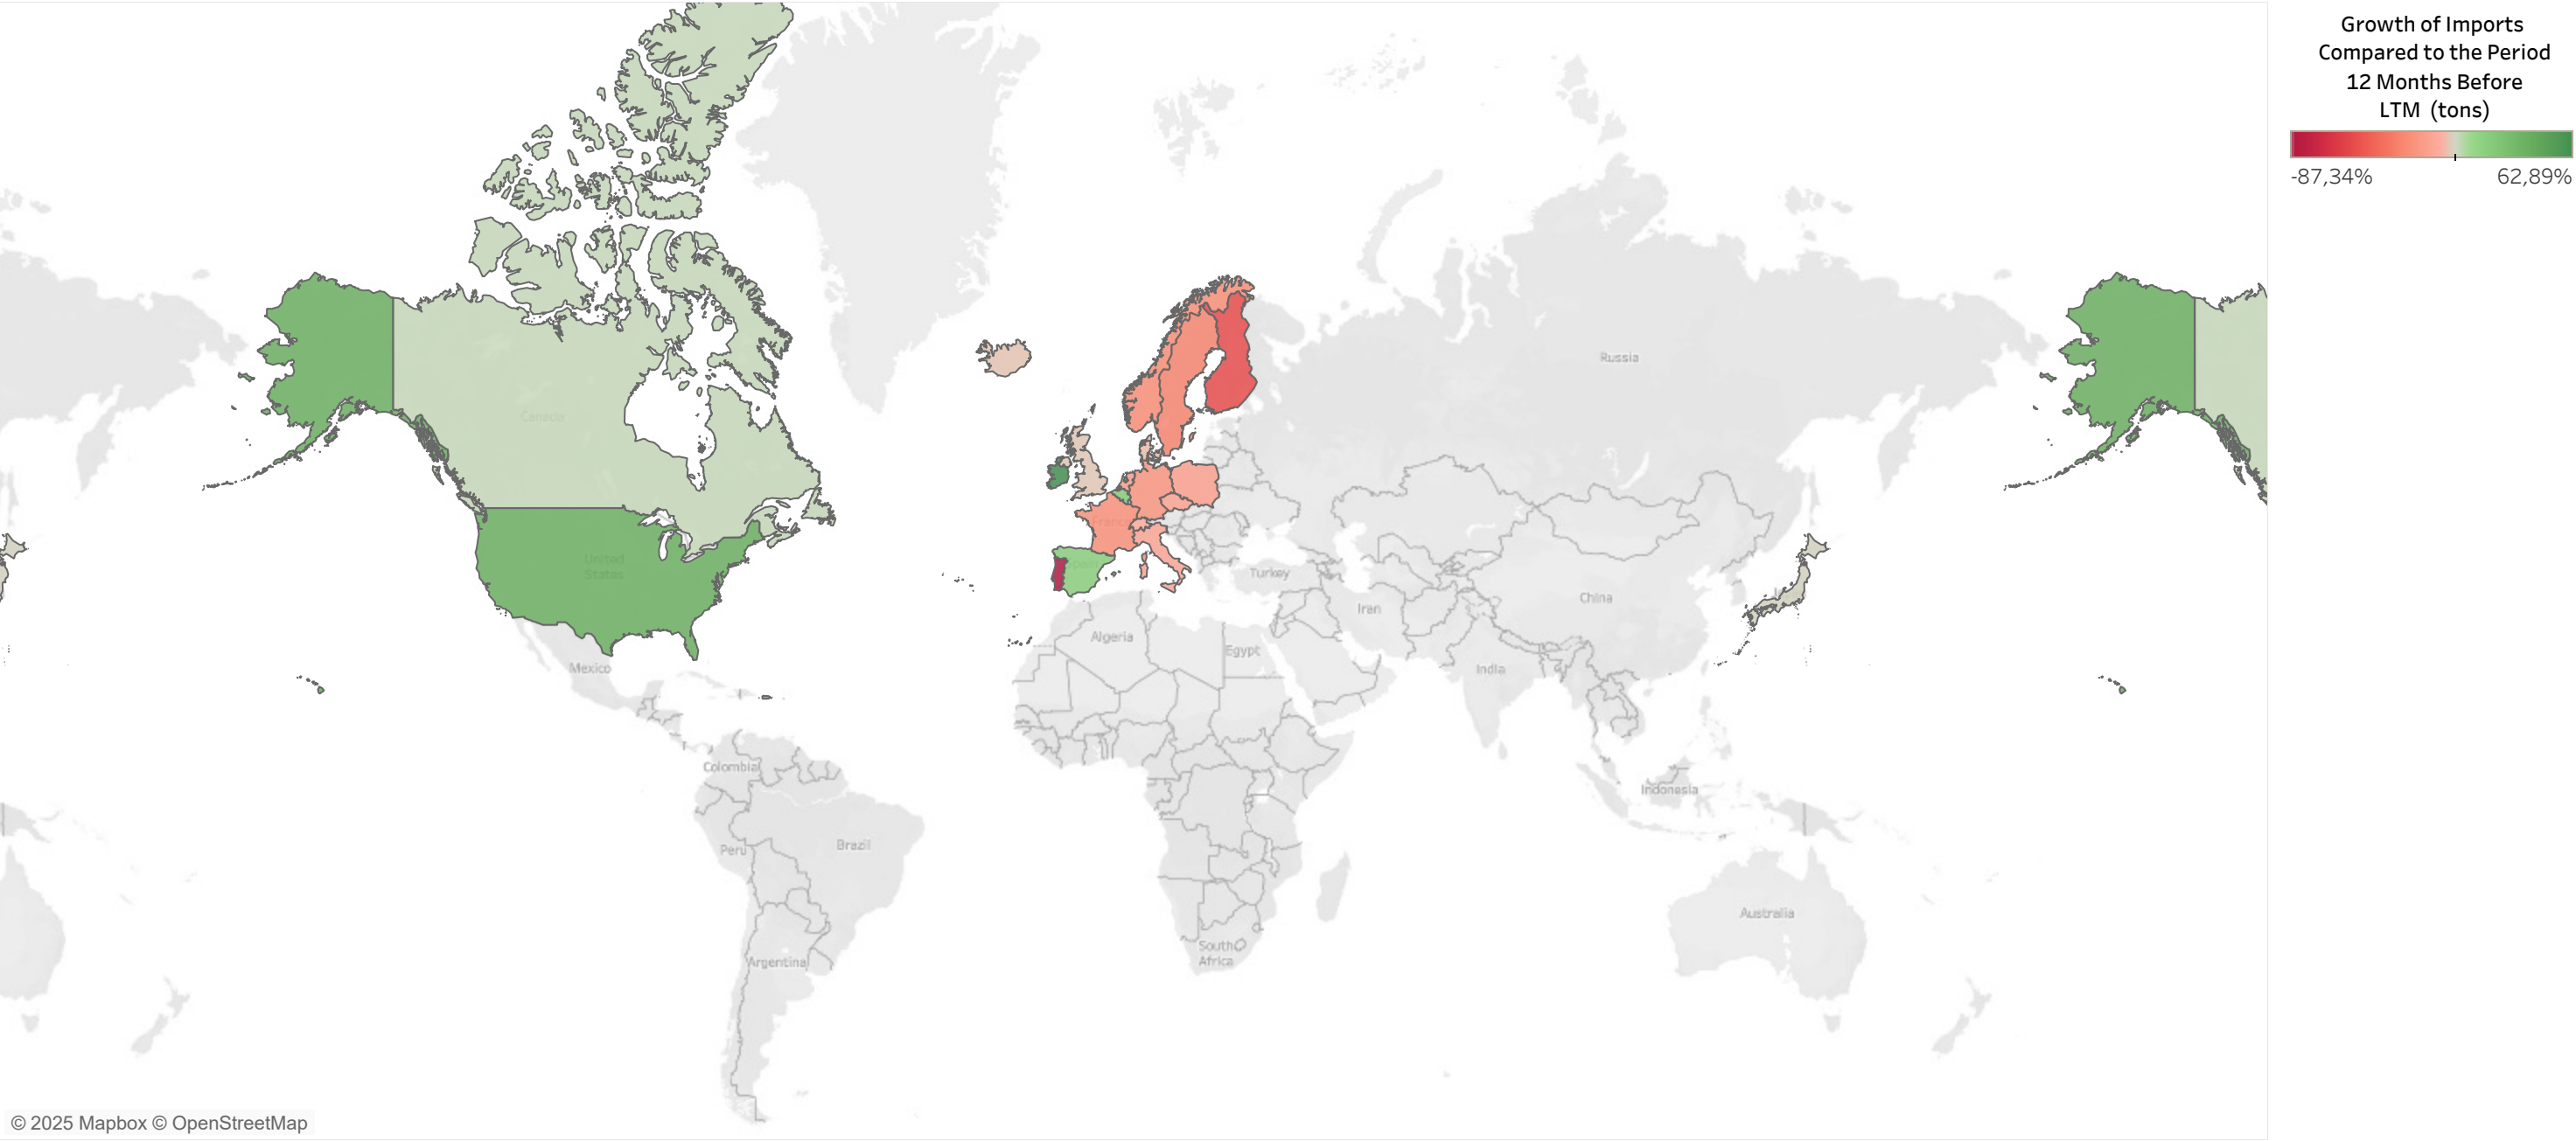 Growth of Imports
Compared to the Period
12 Months Before
LTM (tons)
-87,34%
62,89%
Canada
Russia
France
Spain
United
States
Turkey
China
Iran
Algeria
Egypt
Mexico
India
Colombia
Indonesia
Peru
Brazil
Australia
South
Africa
Argentina
© 2025 Mapbox © OpenStreetMap